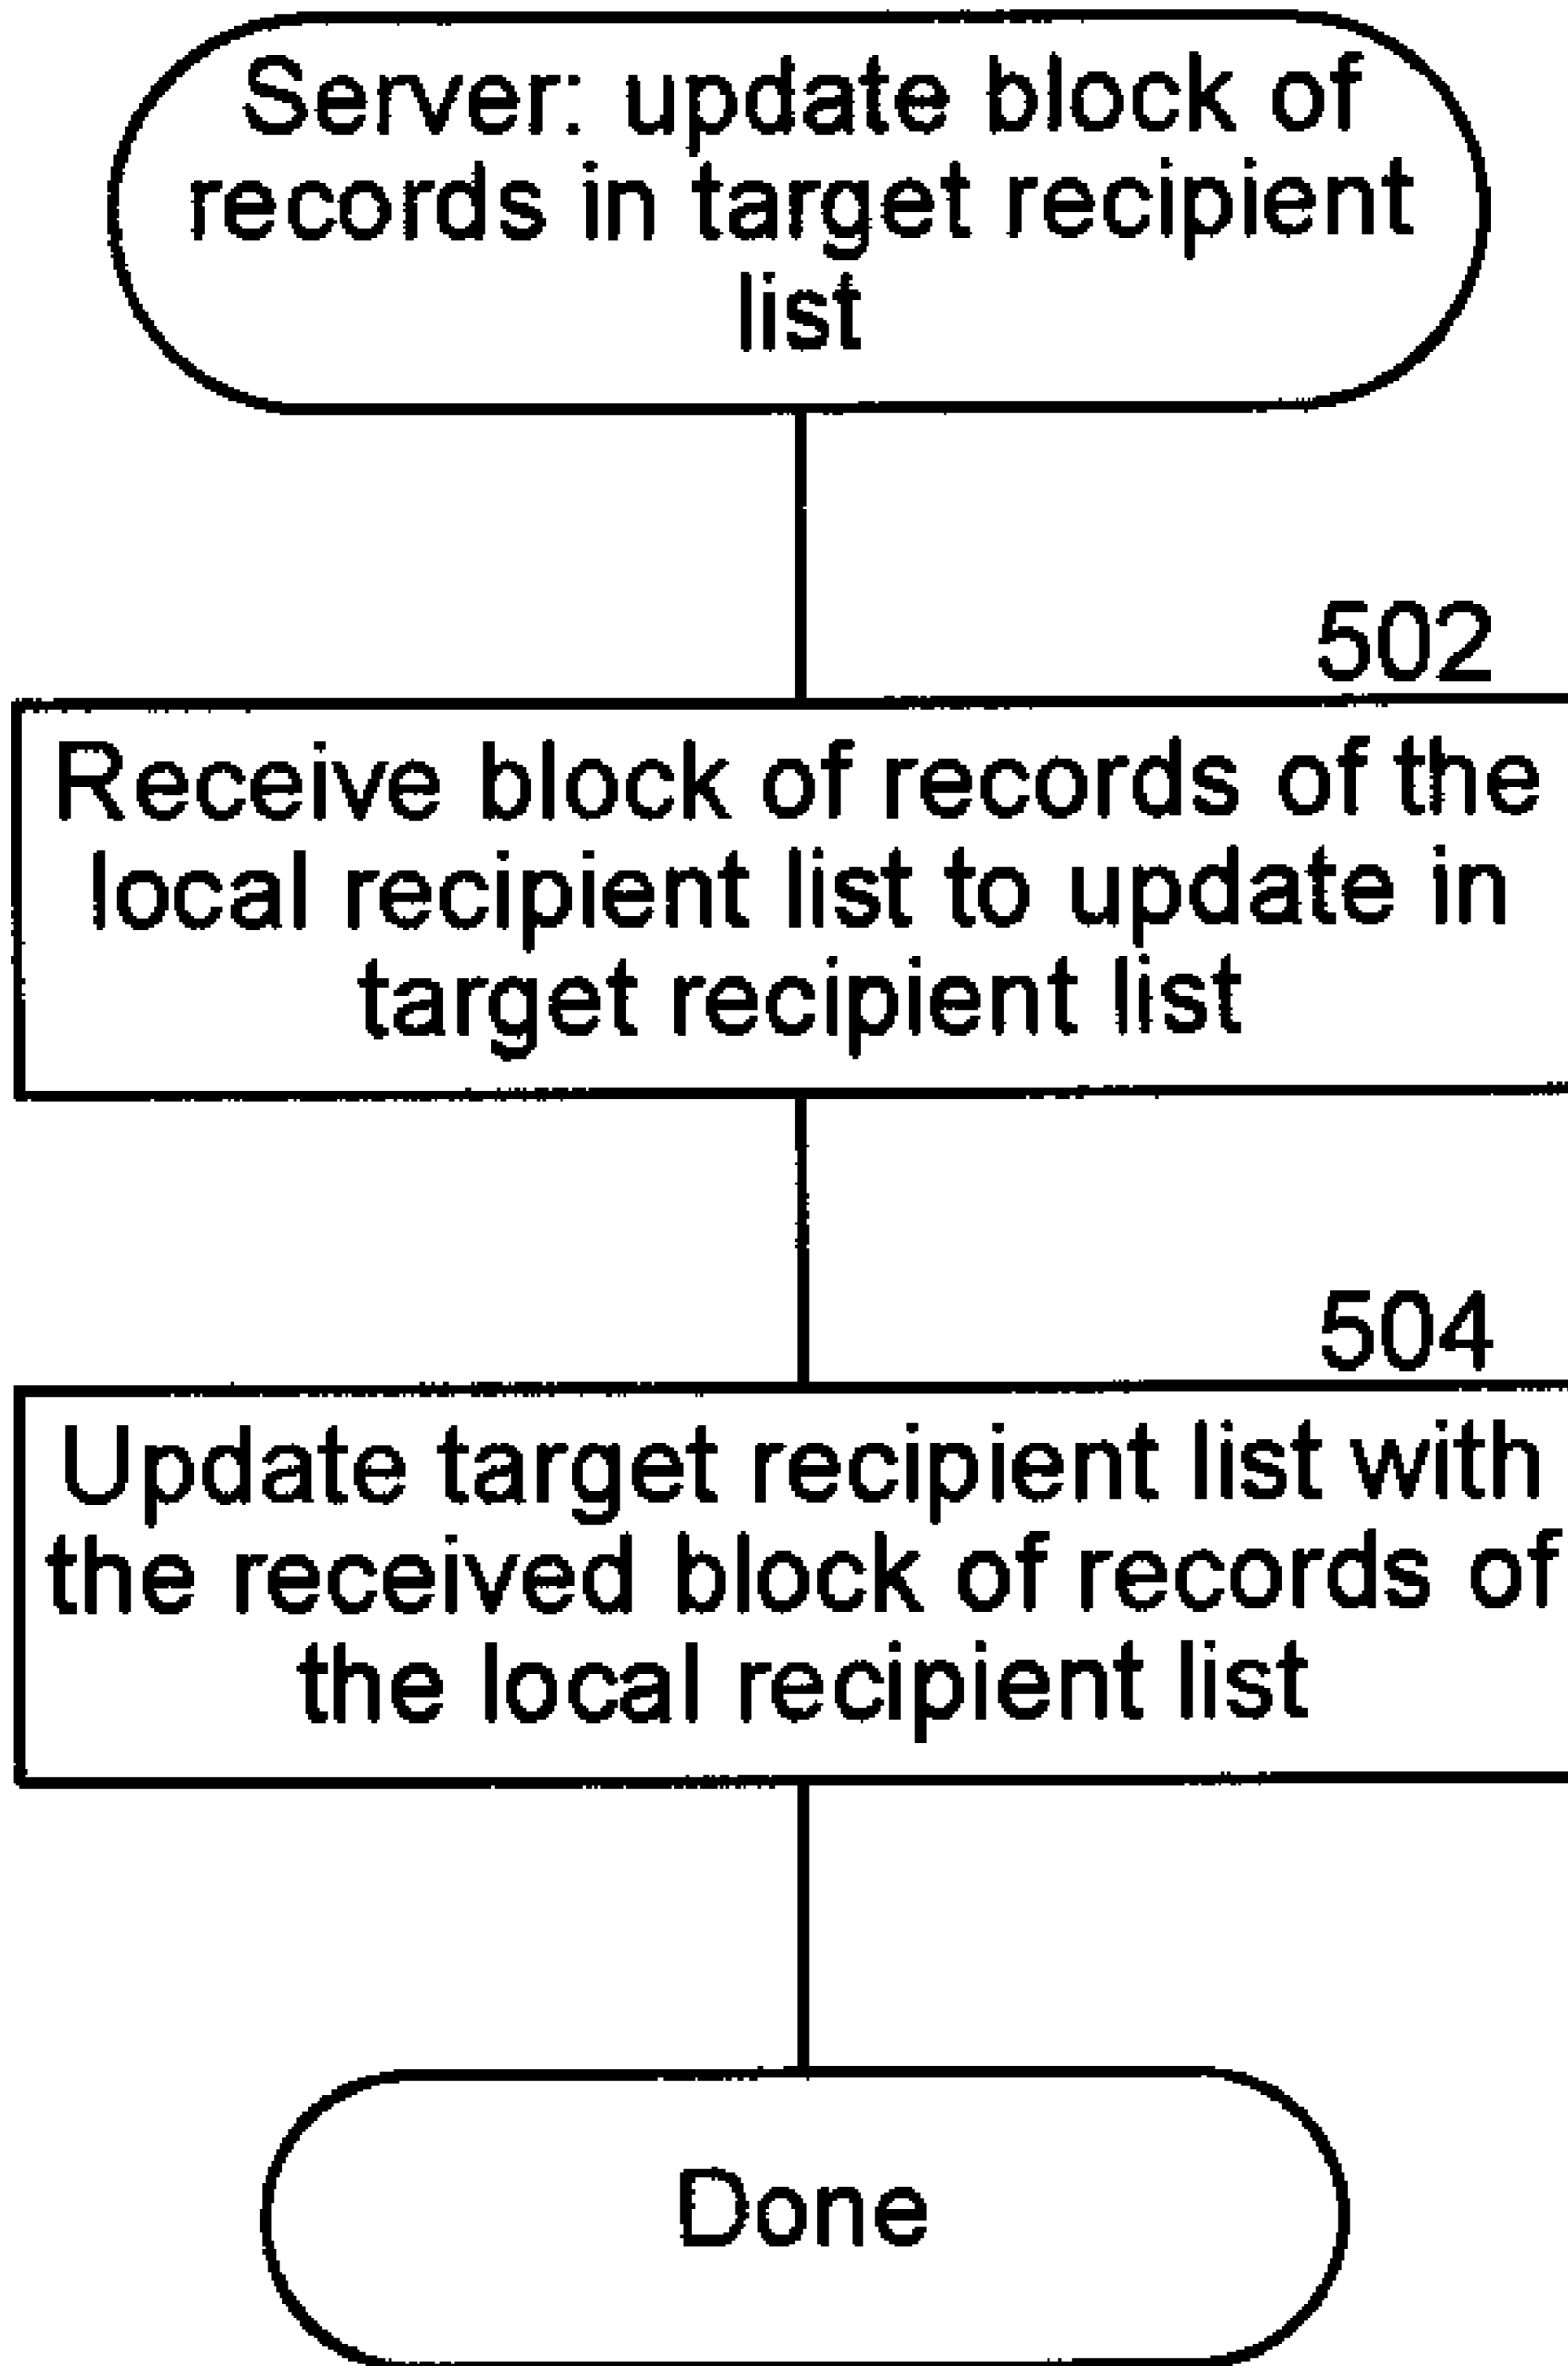 Server: update block of
records in target recipient
list
502
Receive block of records of the
local recipient list to update in
target recipient list
504
Update target recipient list with
the received block of records of
the local recipient list
Done